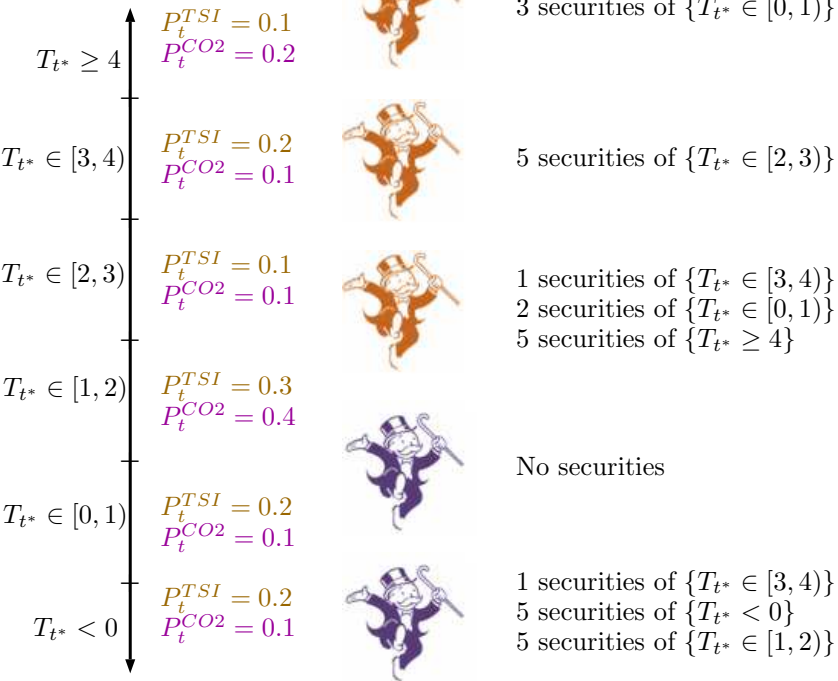 3 securities of {T_{t*} ∈ [0, 1)}
P_t^{TSI} = 0.1
T_{t*} ≥ 4
P_t^{CO2} = 0.2
P_t^{TSI} = 0.2
T_{t*} ∈ [3, 4)
5 securities of {T_{t*} ∈ [2, 3)}
P_t^{CO2} = 0.1
P_t^{TSI} = 0.1
T_{t*} ∈ [2, 3)
1 securities of {T_{t*} ∈ [3, 4)}
P_t^{CO2} = 0.1
2 securities of {T_{t*} ∈ [0, 1)}
5 securities of {T_{t*} ≥ 4}
P_t^{TSI} = 0.3
T_{t*} ∈ [1, 2)
P_t^{CO2} = 0.4
No securities
P_t^{TSI} = 0.2
T_{t*} ∈ [0, 1)
P_t^{CO2} = 0.1
1 securities of {T_{t*} ∈ [3, 4)}
P_t^{TSI} = 0.2
5 securities of {T_{t*} < 0}
T_{t*} < 0
P_t^{CO2} = 0.1
5 securities of {T_{t*} ∈ [1, 2)}